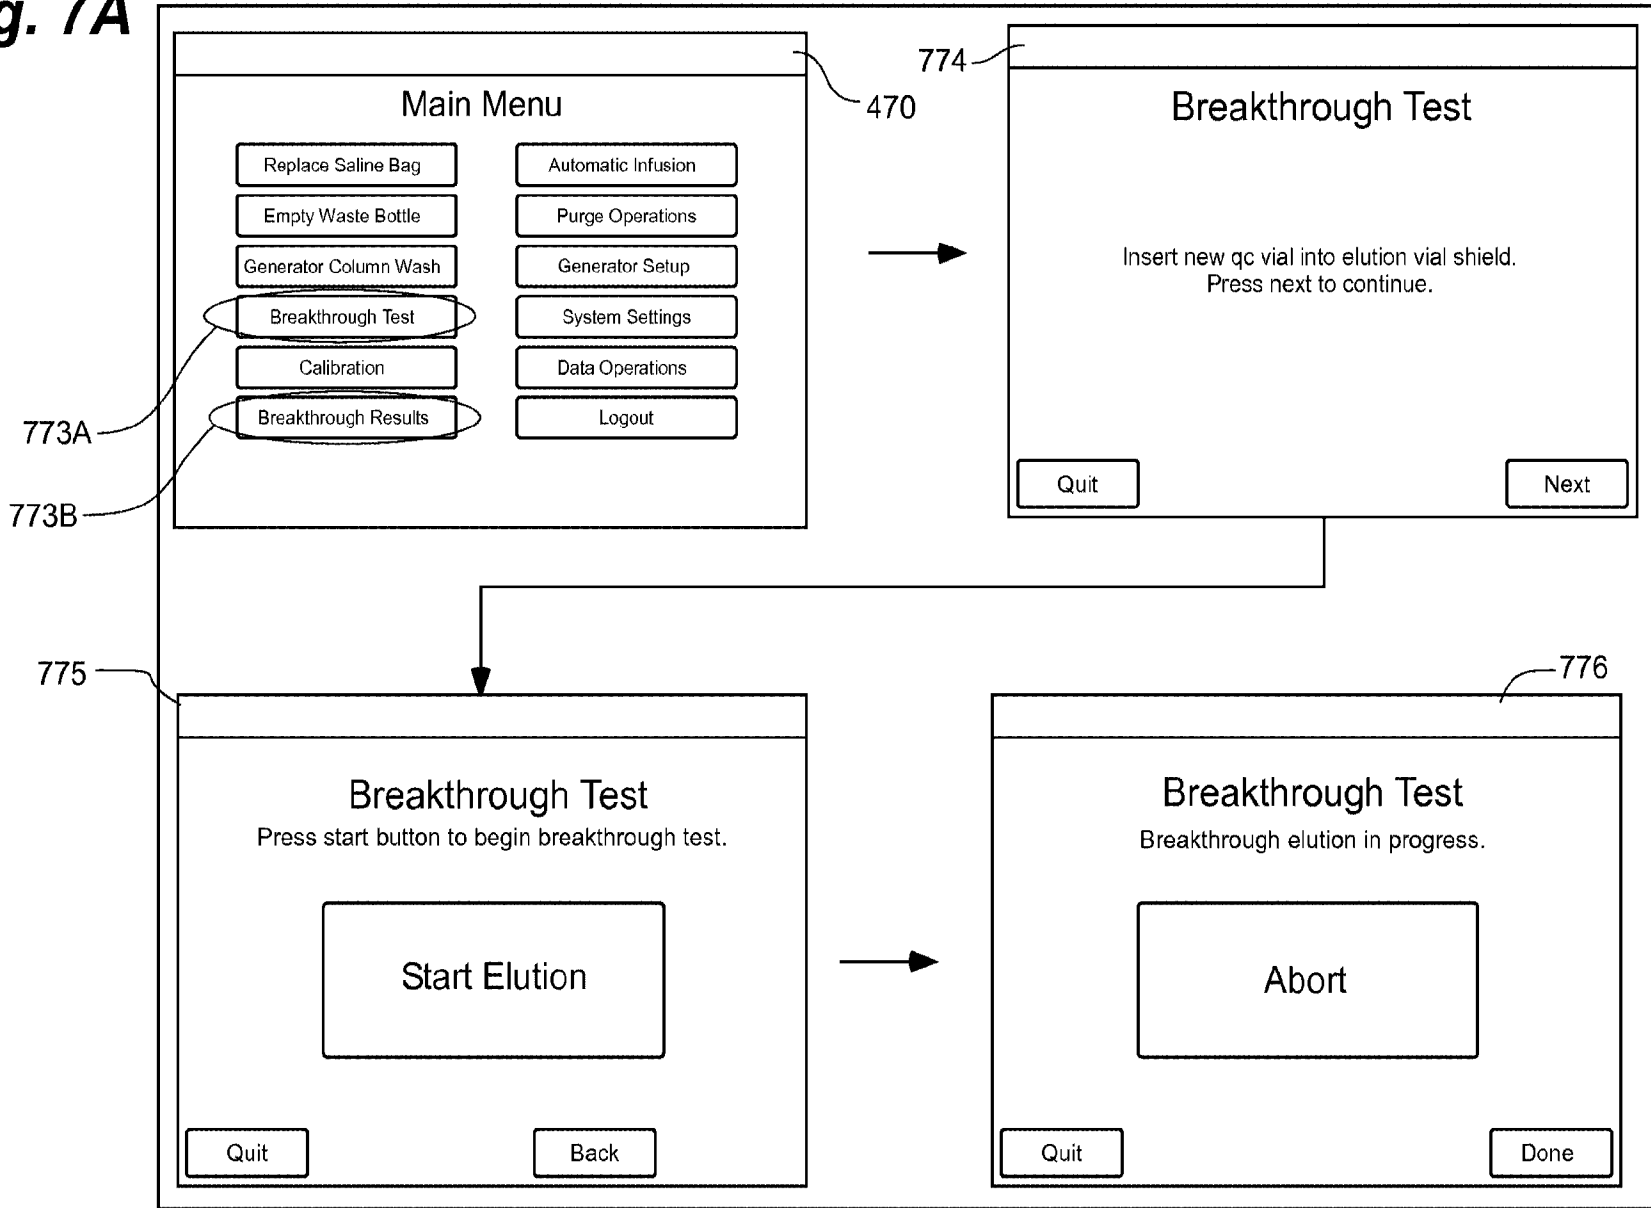 g. 7A
470
774
Main Menu
Replace Saline Bag
Automatic Infusion
Empty Waste Bottle
Purge Operations
Generator Column Wash
Generator Setup
Breakthrough Test
System Settings
Calibration
Data Operations
Breakthrough Results
Logout
773A
773B
Breakthrough Test
Insert new qc vial into elution vial shield.
Press next to continue.
Quit
Next
775
Breakthrough Test
Press start button to begin breakthrough test.
Start Elution
Quit
Back
776
Breakthrough Test
Breakthrough elution in progress.
Abort
Quit
Done